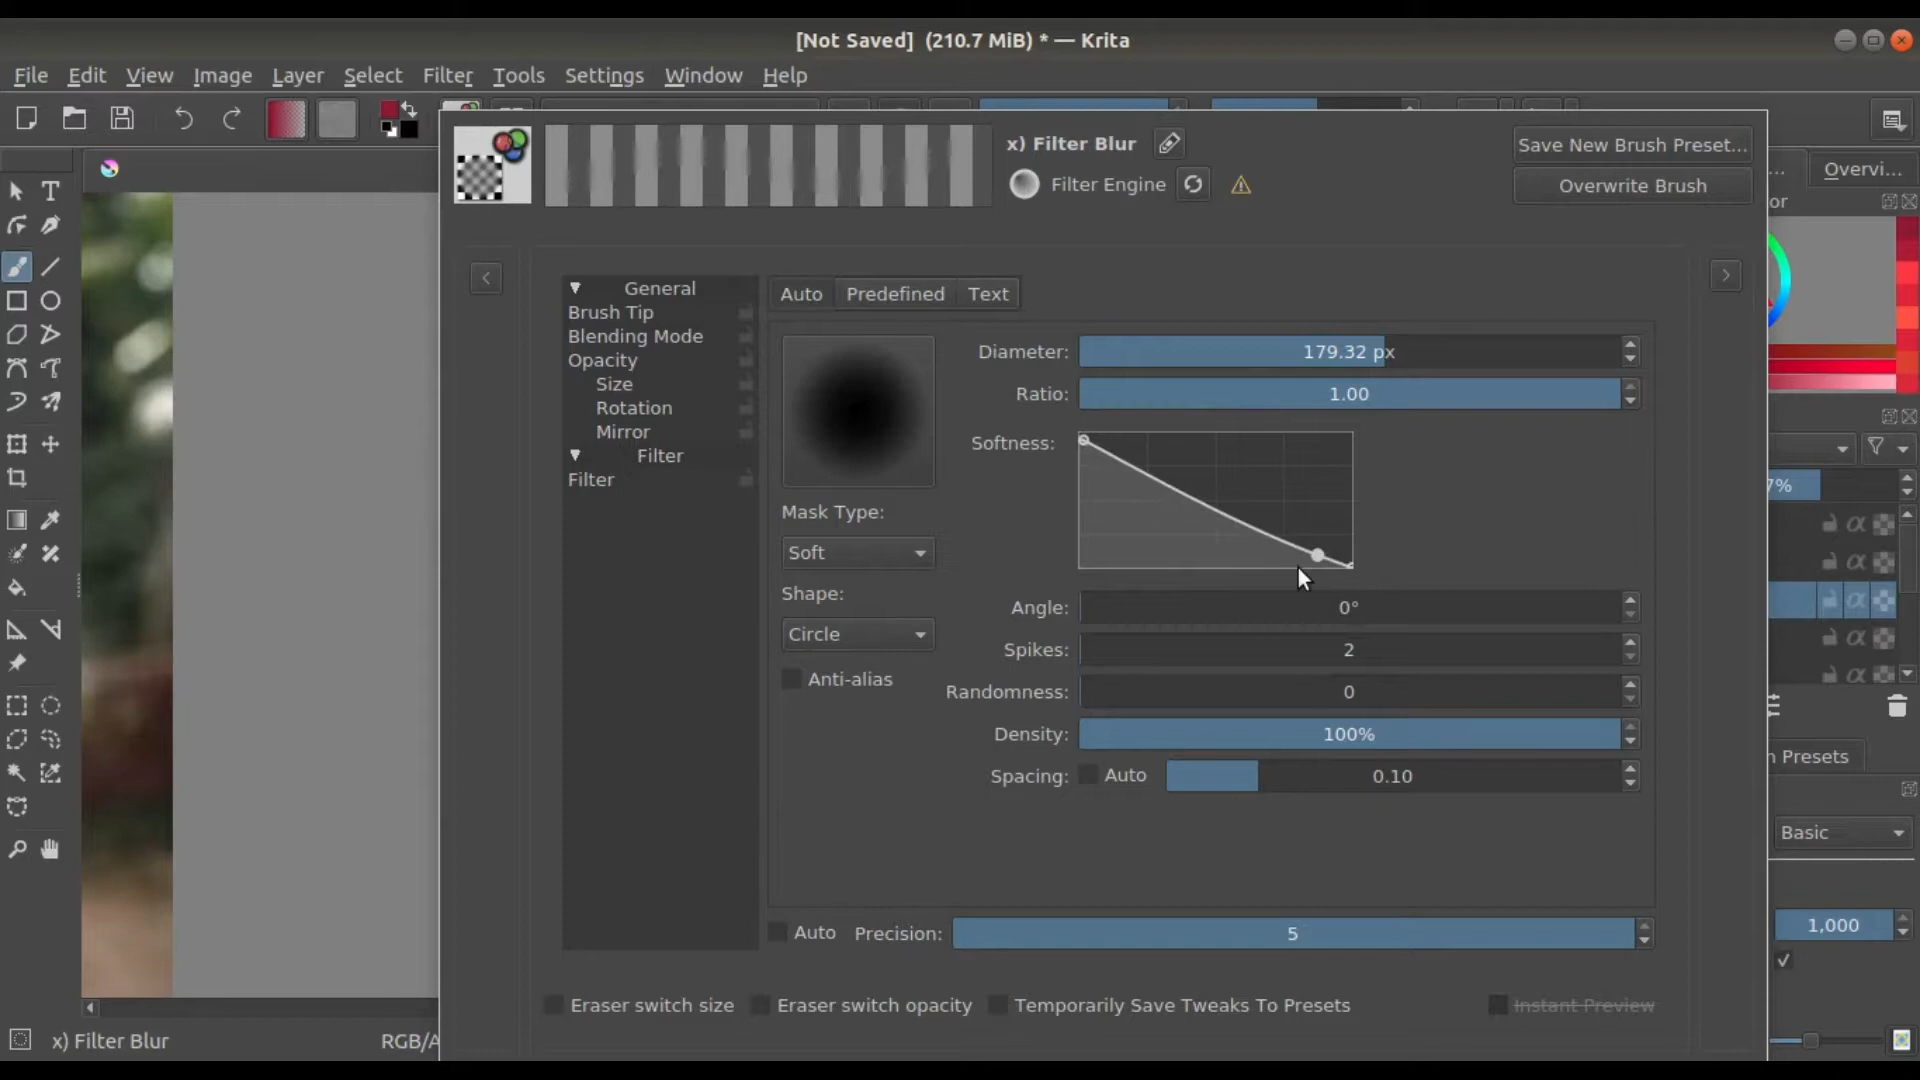 [Not Saved] (210.7 MiB) * — Krita
File Edit View Image Layer Select Filter Tools Settings Window Help
x) Filter Blur
Save New Brush Preset...
Filter Engine
Overwrite Brush
... Overvi...
or
General
Brush Tip
Blending Mode
Opacity
Size
Rotation
Mirror
Filter
Filter
Auto Predefined Text
Diameter: 179.32 px
Ratio: 1.00
Softness:
Mask Type:
Soft
Shape:
Circle
Anti-alias
Angle: 0°
Spikes: 2
Randomness: 0
Density: 100%
Spacing: Auto 0.10
Auto Precision: 5
Eraser switch size Eraser switch opacity Temporarily Save Tweaks To Presets Instant Preview
7%
Presets
Basic
1,000
x) Filter Blur RGB/A